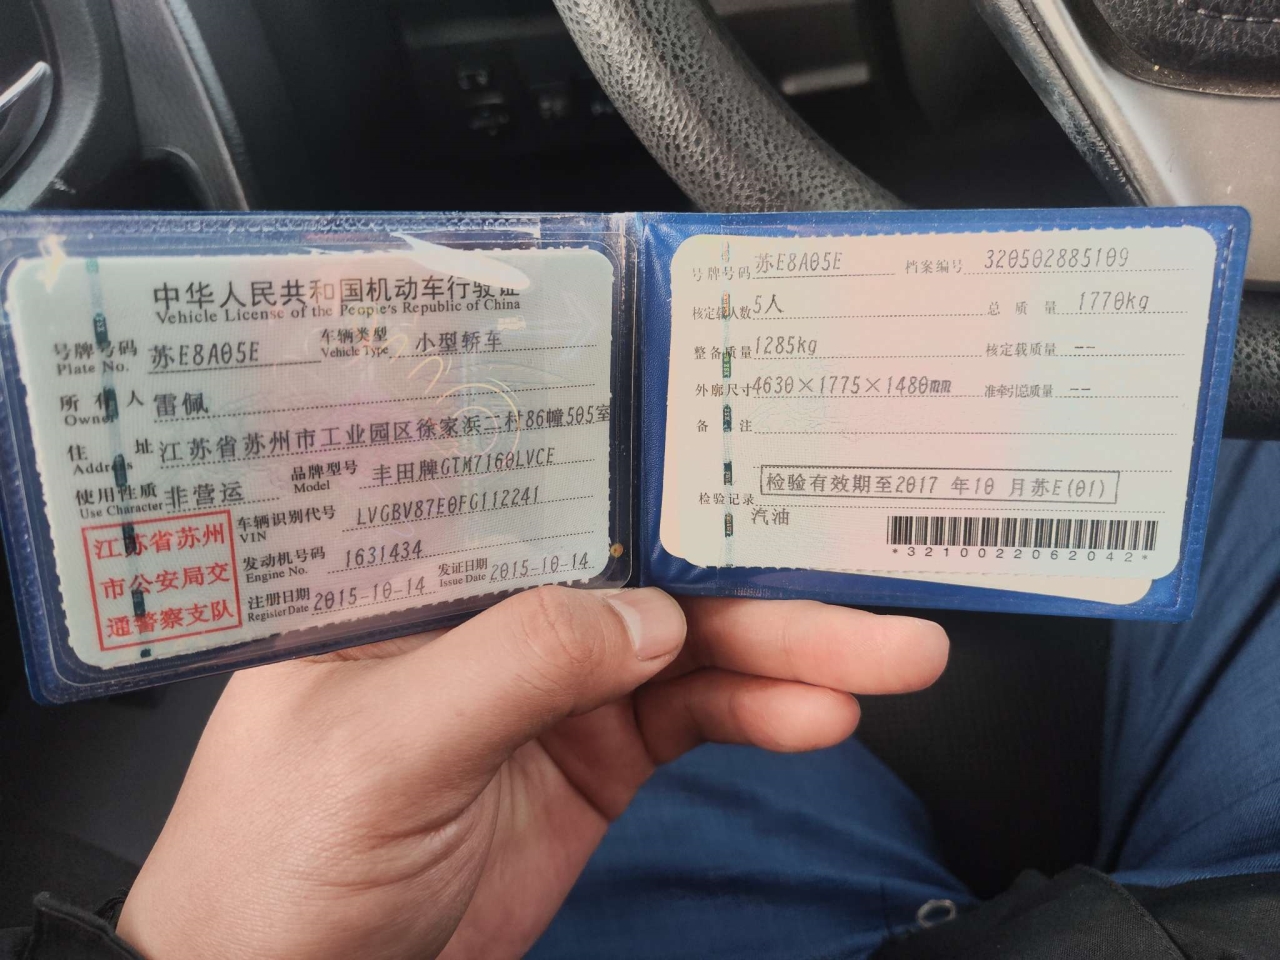 中华人民共和国机动车行驶证
Vehicle License of the People's Republic of China
号牌号码 苏E8A05E 车辆类型 小型轿车
Plate No. Vehicle Type
所有人 雷佩
Owner
住址 江苏省苏州市工业园区徐家浜二村86幢505室
Address
使用性质 非营运 品牌型号 丰田牌GTM7160LVCE
Use Character Model
江苏省苏州
市公安局交
通警察支队
车辆识别代号 LVGBV87E0FG112241
VIN
发动机号码 1631434
Engine No.
注册日期 2015-10-14 发证日期 2015-10-14
Register Date Issue Date
号牌号码 苏E8A05E 档案编号 320502885109
核定载人数 5人 总质量 1770kg
整备质量 1285kg 核定载质量 --
外廓尺寸 4630×1775×1480mm 准牵引总质量 --
备注
检验有效期至2017 年10 月苏E(01)
检验记录
汽油
*3210022062042*